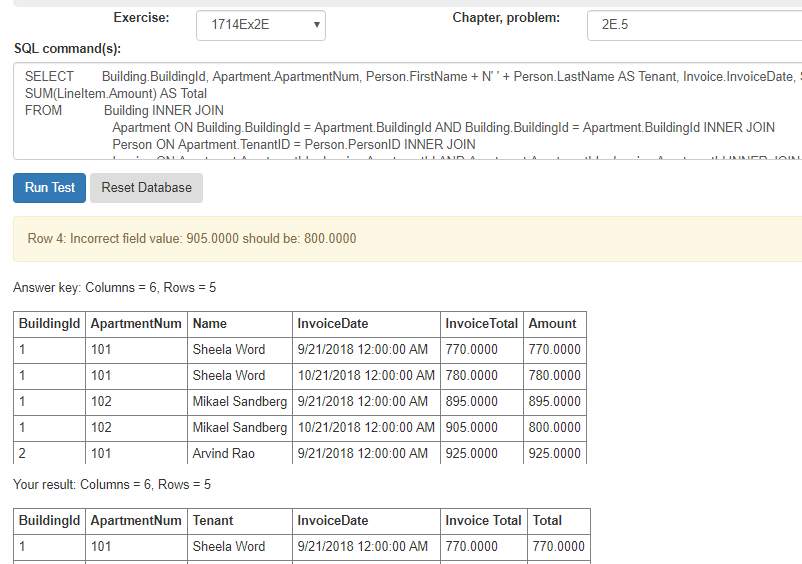 Exercise: 1714Ex2E Chapter, problem: 2E.5
SQL command(s):
SELECT Building.BuildingId, Apartment.ApartmentNum, Person.FirstName + N' ' + Person.LastName AS Tenant, Invoice.InvoiceDate,
SUM(LineItem.Amount) AS Total
FROM Building INNER JOIN
Apartment ON Building.BuildingId = Apartment.BuildingId AND Building.BuildingId = Apartment.BuildingId INNER JOIN
Person ON Apartment.TenantID = Person.PersonID INNER JOIN
Run Test Reset Database
Row 4: Incorrect field value: 905.0000 should be: 800.0000
Answer key: Columns = 6, Rows = 5
BuildingId ApartmentNum Name InvoiceDate InvoiceTotal Amount
1 101 Sheela Word 9/21/2018 12:00:00 AM 770.0000 770.0000
1 101 Sheela Word 10/21/2018 12:00:00 AM 780.0000 780.0000
1 102 Mikael Sandberg 9/21/2018 12:00:00 AM 895.0000 895.0000
1 102 Mikael Sandberg 10/21/2018 12:00:00 AM 905.0000 800.0000
2 101 Arvind Rao 9/21/2018 12:00:00 AM 925.0000 925.0000
Your result: Columns = 6, Rows = 5
BuildingId ApartmentNum Tenant InvoiceDate Invoice Total Total
1 101 Sheela Word 9/21/2018 12:00:00 AM 770.0000 770.0000